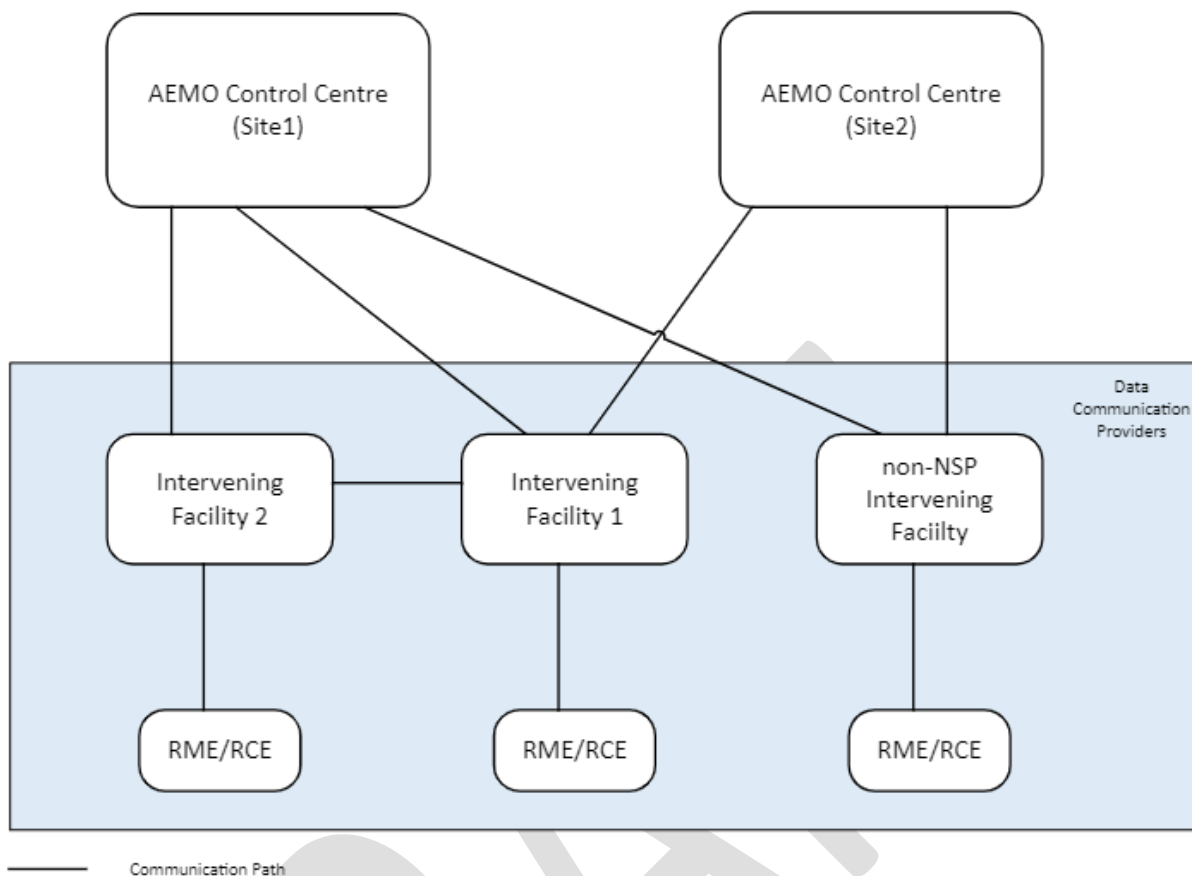 AEMO Control Centre
(Site1)
AEMO Control Centre
(Site2)
Data
Communication
Providers
Intervening
Facility 2
Intervening
Facility 1
non-NSP
Intervening
Faciilty
RME/RCE
RME/RCE
RME/RCE
Communication Path